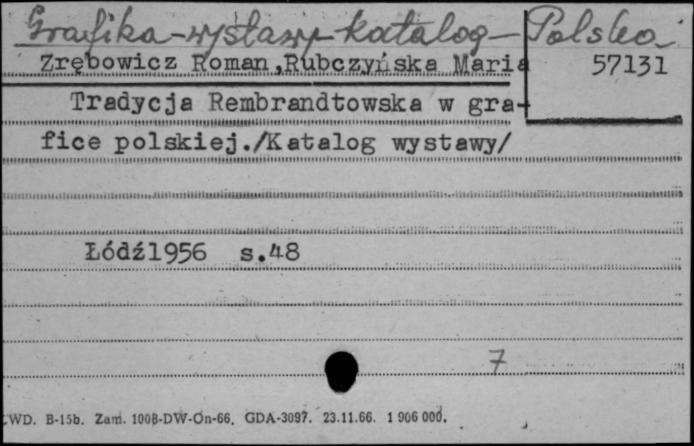 Grafika - wystawy - katalog - Polska
Zrębowicz Roman,Rubczyńska Maria 57131
Tradycja Rembrandtowska w gra-
fice polskiej./Katalog wystawy/
Łódź1956 s.48
7
WD. B-15b. Zam. 1008-DW-On-66. GDA-3097. 23.11.66. 1 906 000.